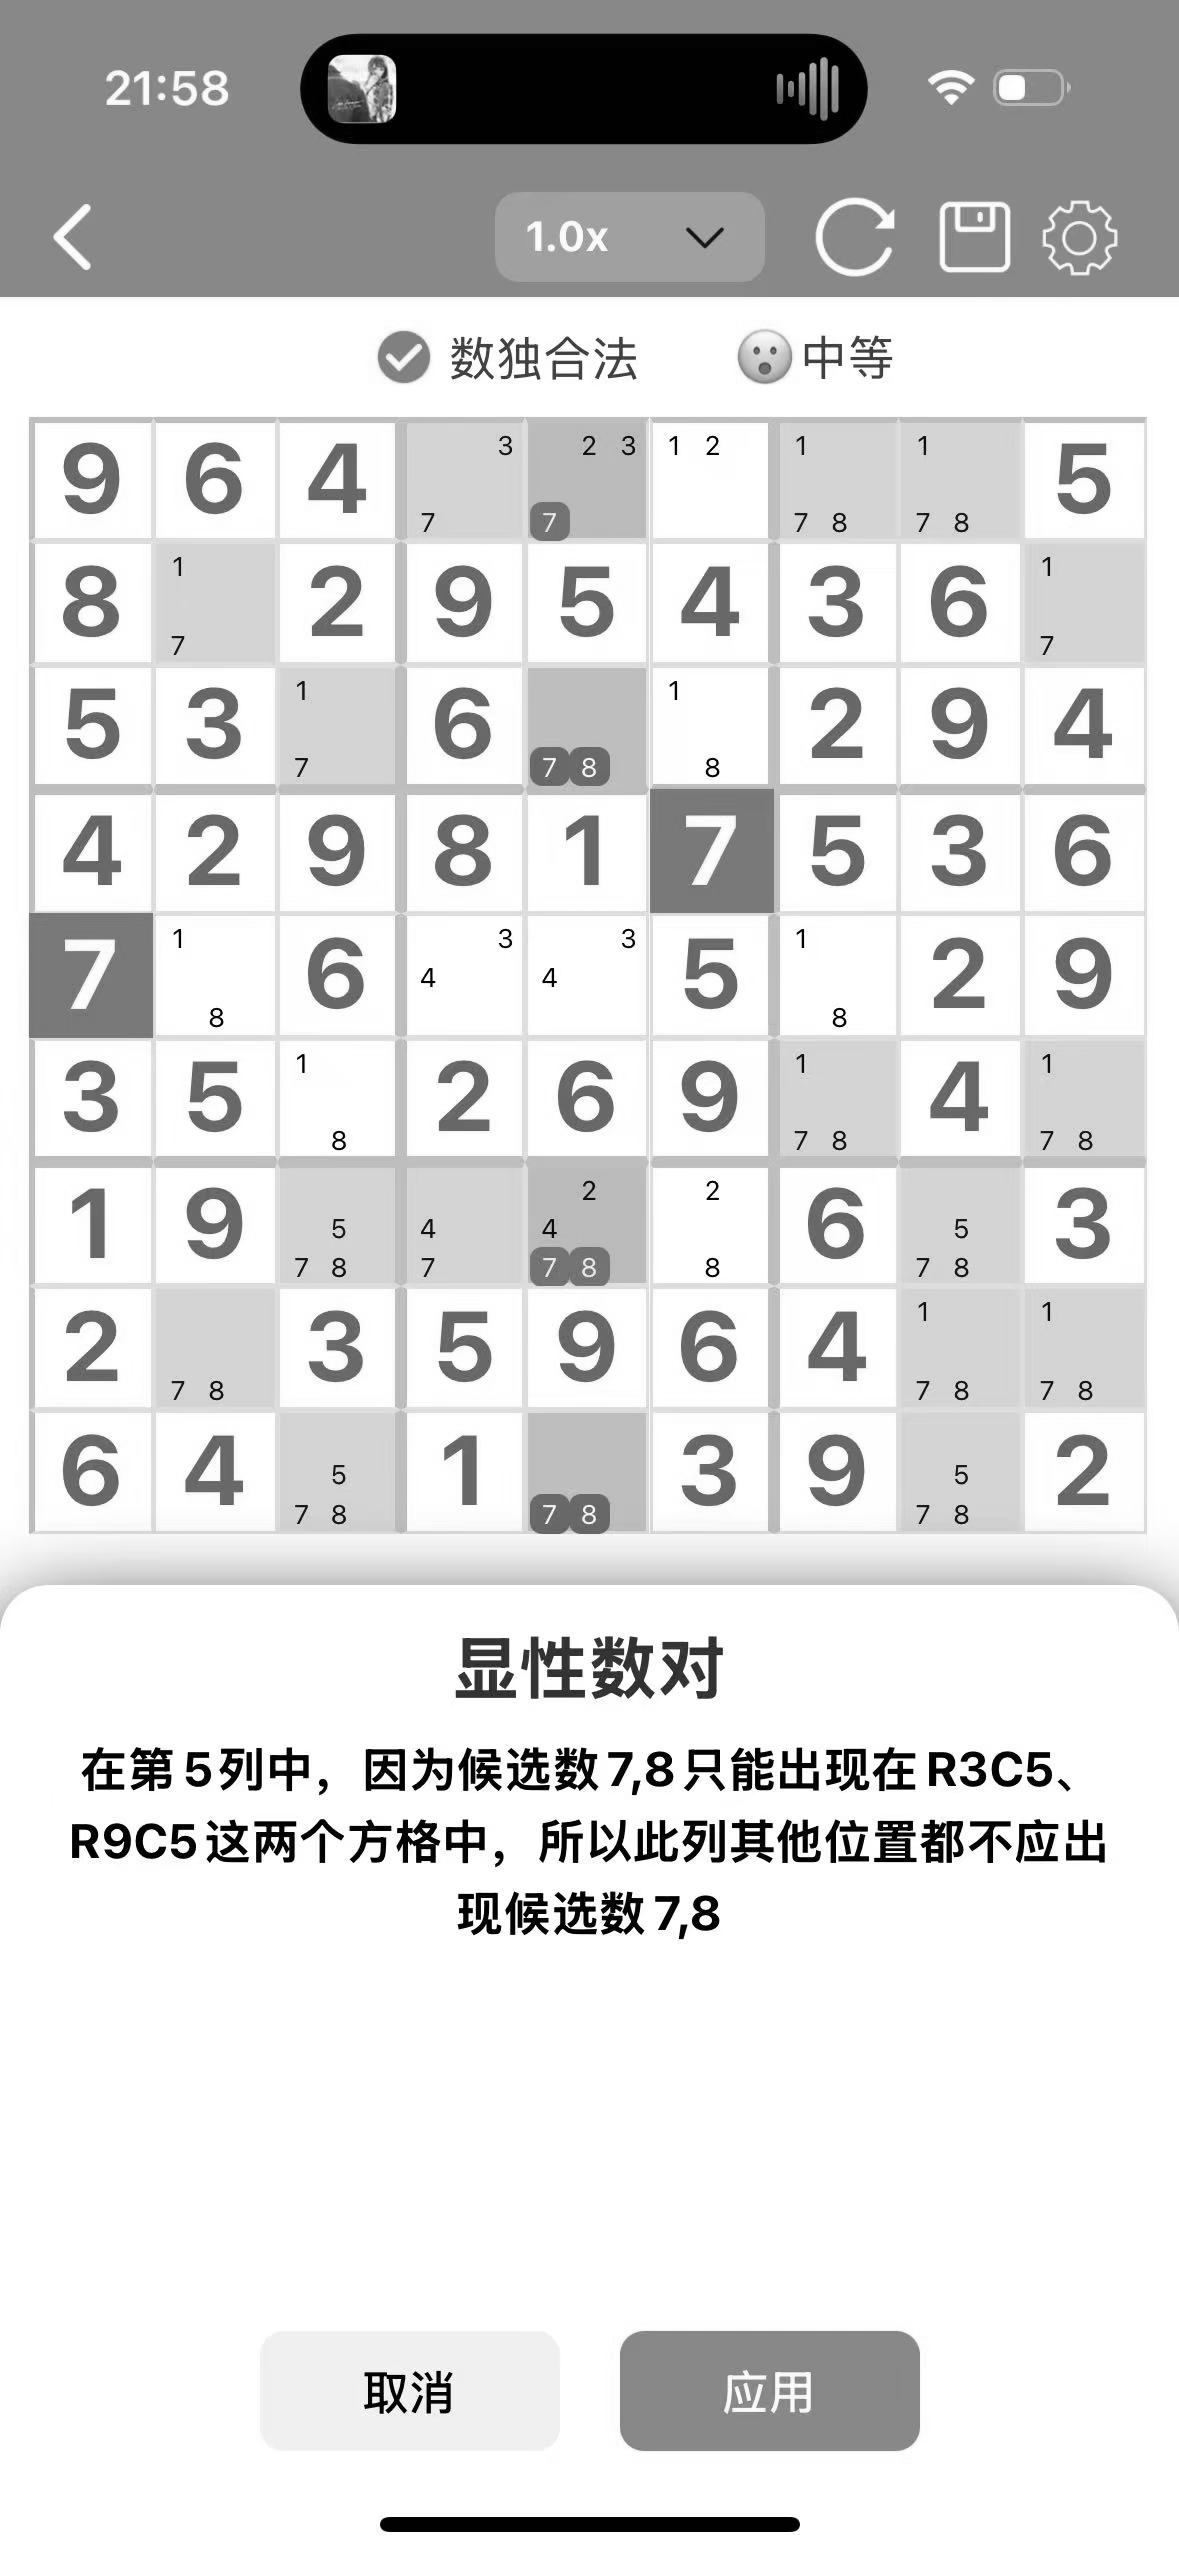 21:58
1.0x
数独合法 中等
9 6 4 3 7 2 3 7 1 2 1 7 8 1 7 8 5
8 1 7 2 9 5 4 3 6 1 7
5 3 1 7 6 7 8 1 8 2 9 4
4 2 9 8 1 7 5 3 6
7 1 8 6 3 4 3 4 5 1 8 2 9
3 5 1 8 2 6 9 1 7 8 4 1 7 8
1 9 5 7 8 4 7 2 4 7 8 2 8 6 5 7 8 3
2 7 8 3 5 9 6 4 1 7 8 1 7 8
6 4 5 7 8 1 7 8 3 9 5 7 8 2
显性数对
在第5列中，因为候选数7,8只能出现在R3C5、
R9C5这两个方格中，所以此列其他位置都不应出
现候选数7,8
取消 应用